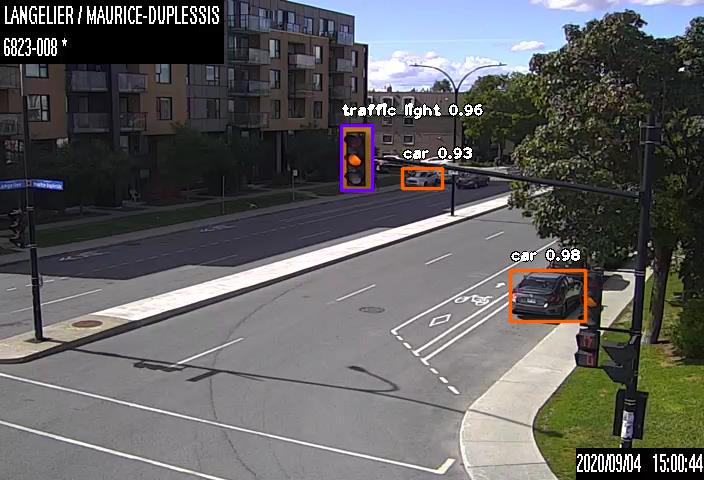 LANGELIER / MAURICE-DUPLESSIS
6823-008 *
traffic light 0.96
car 0.93
car 0.98
2020/09/04 15:00:44